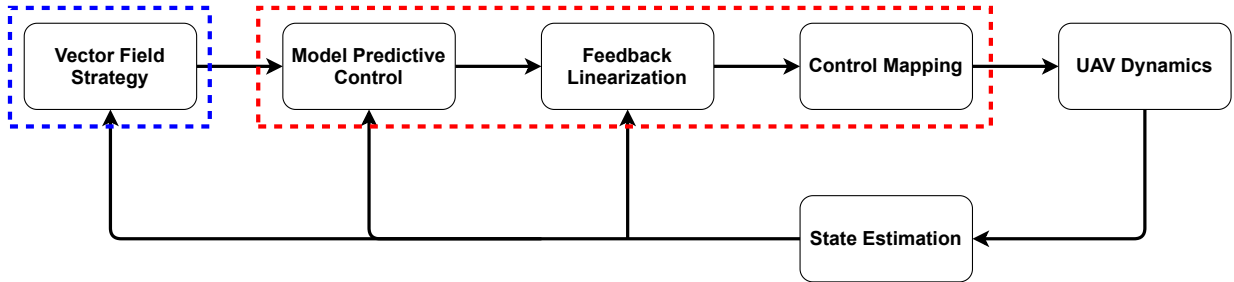 Vector Field
Strategy
Model Predictive
Control
Feedback
Linearization
Control Mapping
UAV Dynamics
State Estimation